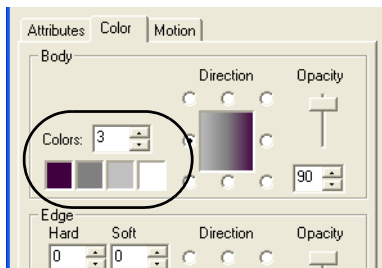 Attributes Color Motion
Body
Direction Opacity
Colors: 3
90
Edge
Hard Soft Direction Opacity
0 0